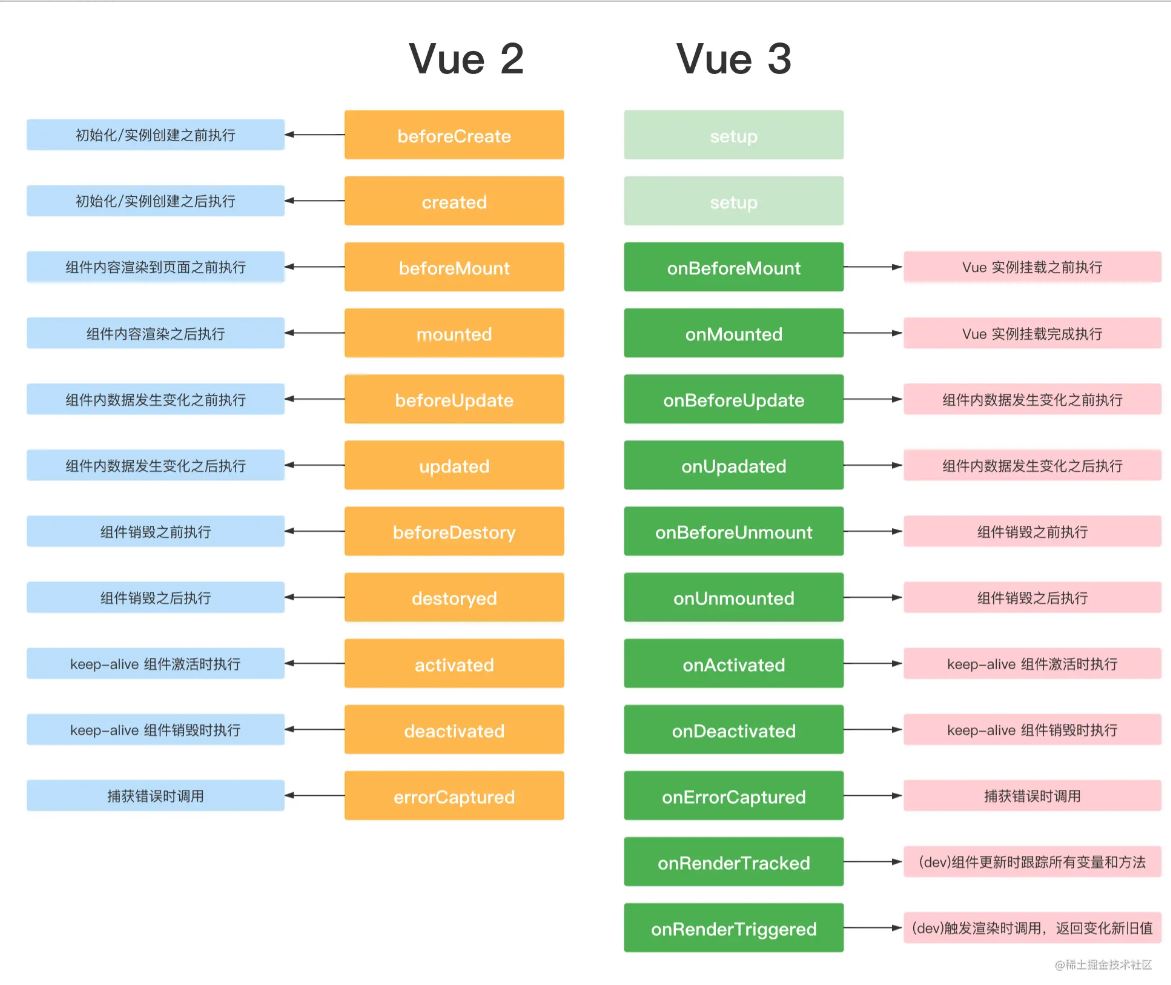 Vue 2 Vue 3
初始化/实例创建之前执行 beforeCreate setup
初始化/实例创建之后执行 created setup
组件内容渲染到页面之前执行 beforeMount onBeforeMount Vue 实例挂载之前执行
组件内容渲染之后执行 mounted onMounted Vue 实例挂载完成执行
组件内数据发生变化之前执行 beforeUpdate onBeforeUpdate 组件内数据发生变化之前执行
组件内数据发生变化之后执行 updated onUpadated 组件内数据发生变化之后执行
组件销毁之前执行 beforeDestory onBeforeUnmount 组件销毁之前执行
组件销毁之后执行 destoryed onUnmounted 组件销毁之后执行
keep-alive 组件激活时执行 activated onActivated keep-alive 组件激活时执行
keep-alive 组件销毁时执行 deactivated onDeactivated keep-alive 组件销毁时执行
捕获错误时调用 errorCaptured onErrorCaptured 捕获错误时调用
onRenderTracked (dev)组件更新时跟踪所有变量和方法
onRenderTriggered (dev)触发渲染时调用，返回变化新旧值
@稀土掘金技术社区